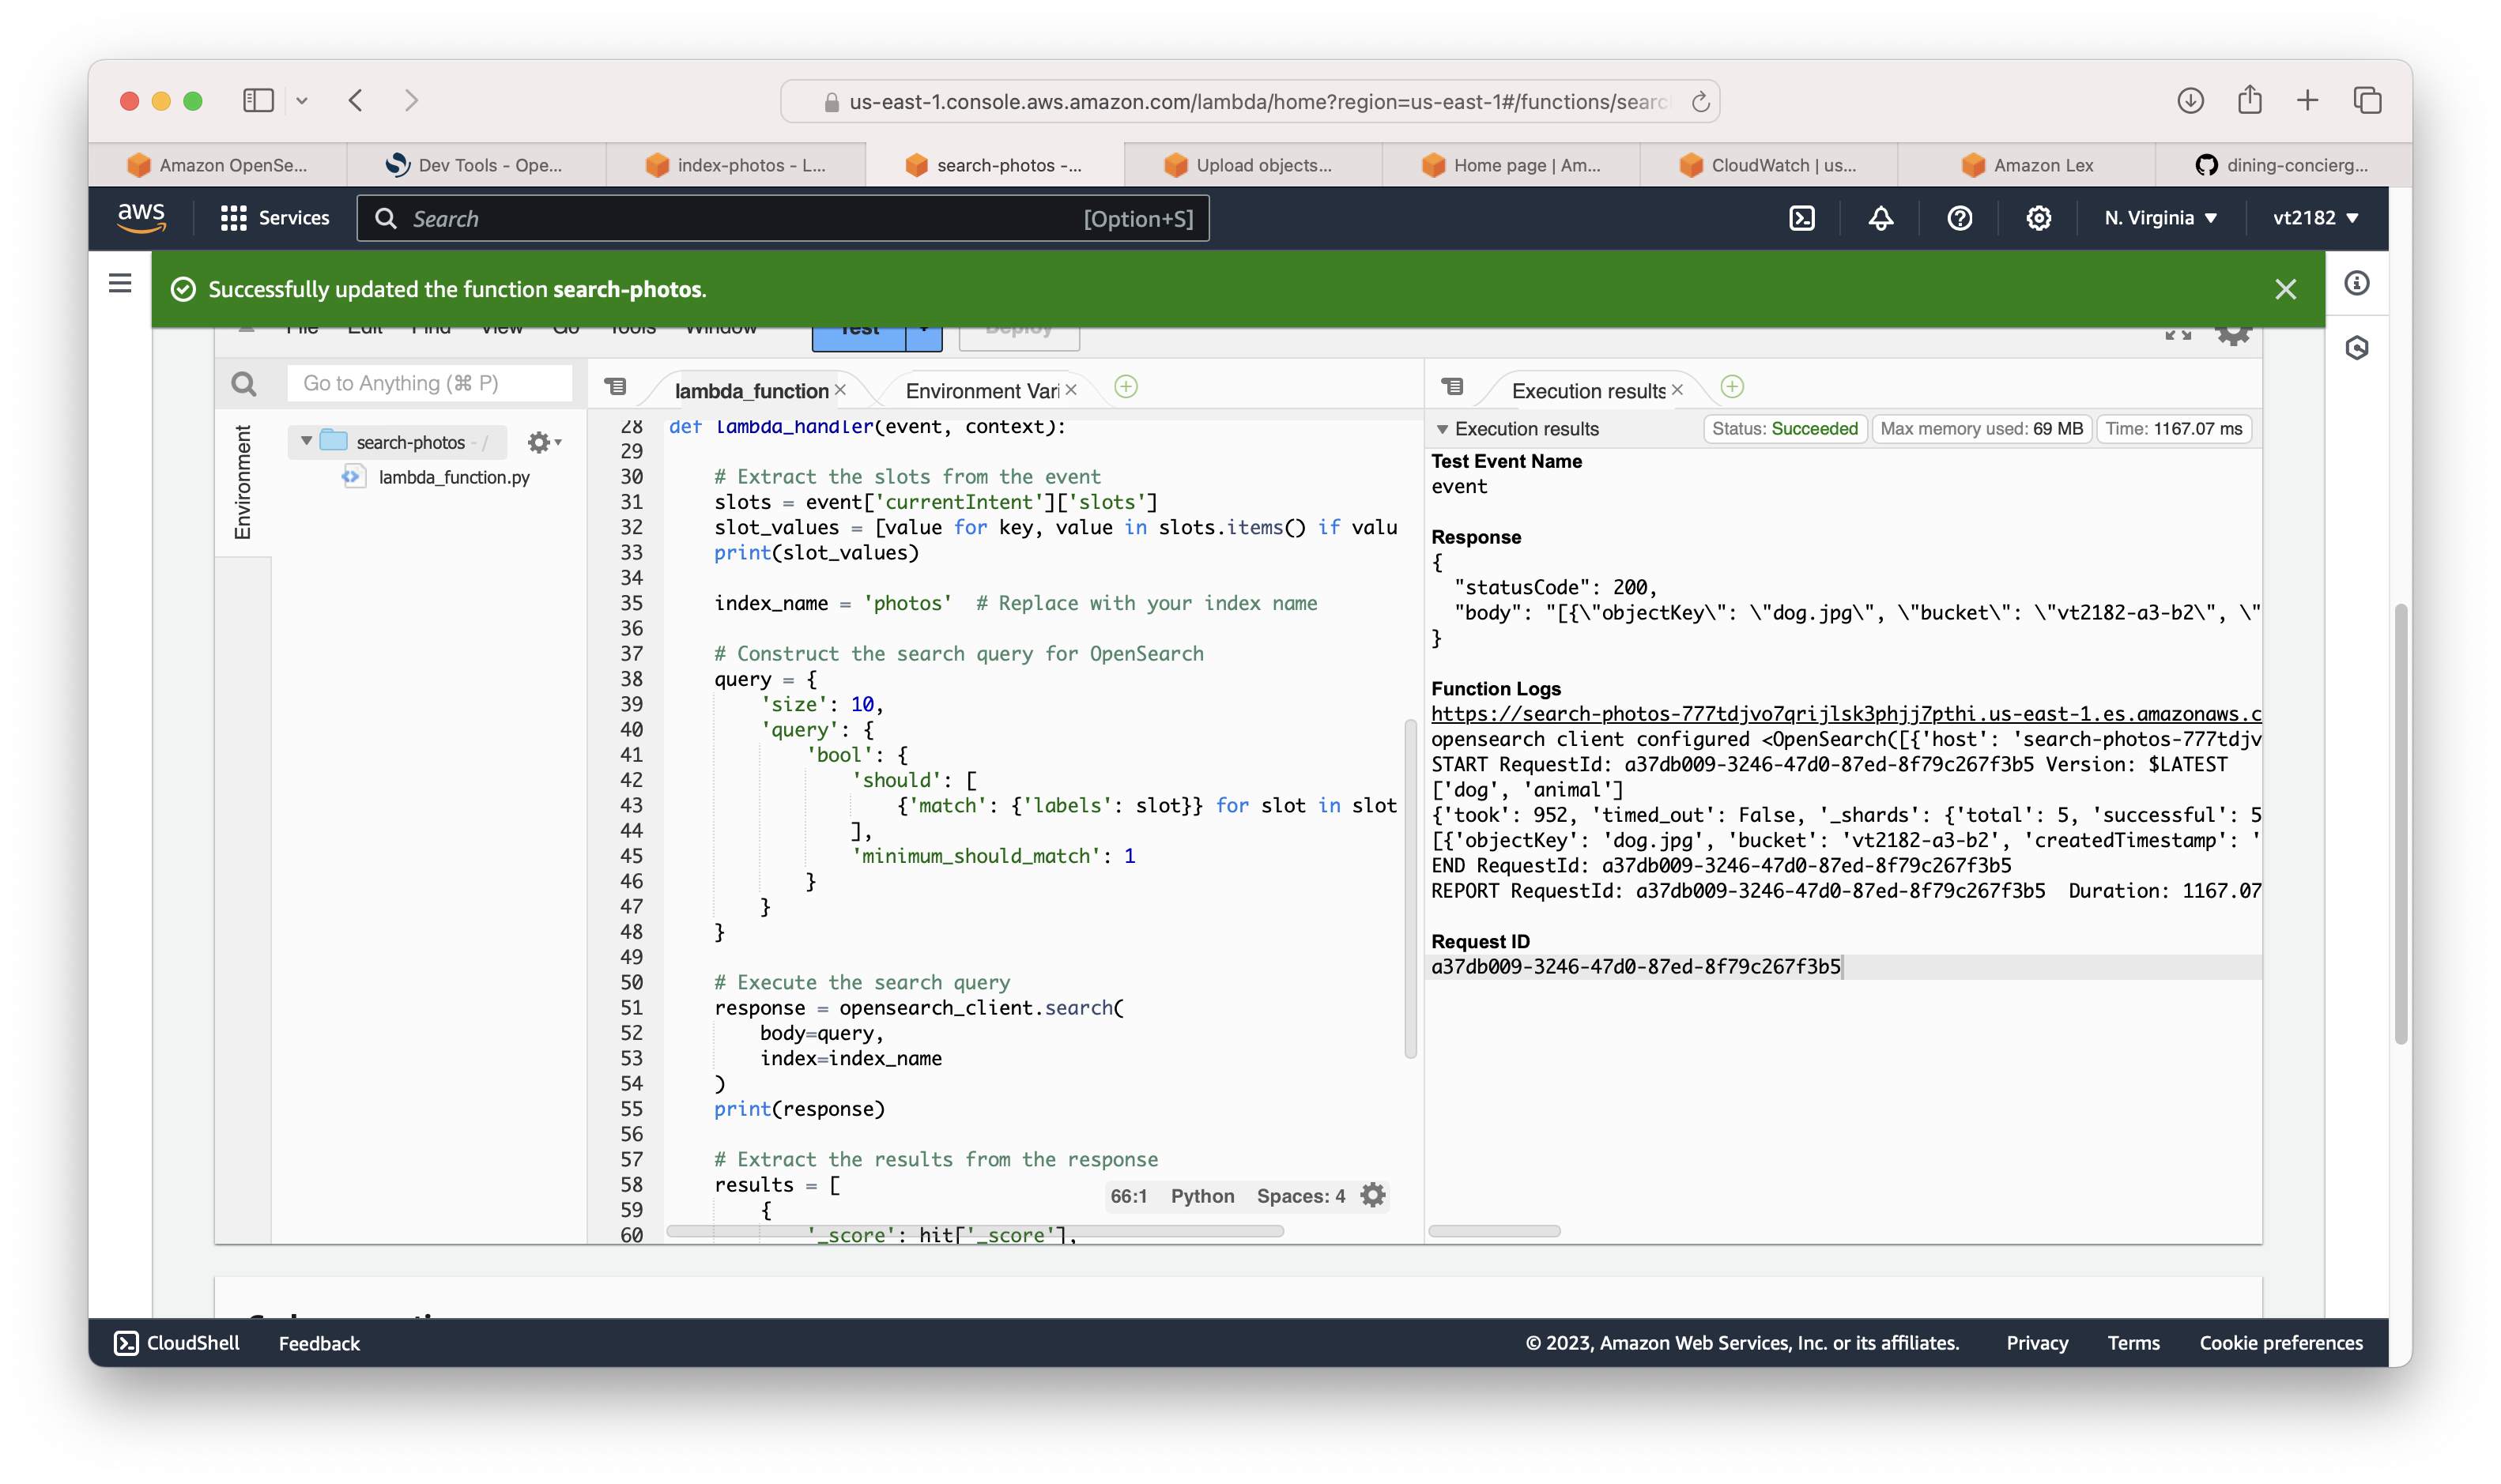 us-east-1.console.aws.amazon.com/lambda/home?region=us-east-1#/functions/searc
Amazon OpenSe...
Dev Tools - Ope...
index-photos - L...
search-photos -...
Upload objects...
Home page | Am...
CloudWatch | us...
Amazon Lex
dining-concierg...
aws
Services
Search
[Option+S]
N. Virginia
vt2182
Successfully updated the function search-photos.
File Edit Find View Go Tools Window
Test
Deploy
Go to Anything (⌘ P)
lambda_function
Environment Vari
Execution results
Environment
search-photos - /
lambda_function.py
28 def lambda_handler(event, context):
29
30 # Extract the slots from the event
31 slots = event['currentIntent']['slots']
32 slot_values = [value for key, value in slots.items() if valu
33 print(slot_values)
34
35 index_name = 'photos'  # Replace with your index name
36
37 # Construct the search query for OpenSearch
38 query = {
39 'size': 10,
40 'query': {
41 'bool': {
42 'should': [
43 {'match': {'labels': slot}} for slot in slot
44 ],
45 'minimum_should_match': 1
46 }
47 }
48 }
49
50 # Execute the search query
51 response = opensearch_client.search(
52 body=query,
53 index=index_name
54 )
55 print(response)
56
57 # Extract the results from the response
58 results = [
59 {
60 '_score': hit['_score'],
66:1 Python Spaces: 4
Execution results
Status: Succeeded
Max memory used: 69 MB
Time: 1167.07 ms
Test Event Name
event
Response
{
"statusCode": 200,
"body": "[{\"objectKey\": \"dog.jpg\", \"bucket\": \"vt2182-a3-b2\", \"
}
Function Logs
https://search-photos-777tdjvo7qrijlsk3phjj7pthi.us-east-1.es.amazonaws.c
opensearch client configured <OpenSearch([{'host': 'search-photos-777tdjv
START RequestId: a37db009-3246-47d0-87ed-8f79c267f3b5 Version: $LATEST
['dog', 'animal']
{'took': 952, 'timed_out': False, '_shards': {'total': 5, 'successful': 5
[{'objectKey': 'dog.jpg', 'bucket': 'vt2182-a3-b2', 'createdTimestamp': '
END RequestId: a37db009-3246-47d0-87ed-8f79c267f3b5
REPORT RequestId: a37db009-3246-47d0-87ed-8f79c267f3b5  Duration: 1167.07
Request ID
a37db009-3246-47d0-87ed-8f79c267f3b5
CloudShell
Feedback
© 2023, Amazon Web Services, Inc. or its affiliates.
Privacy
Terms
Cookie preferences